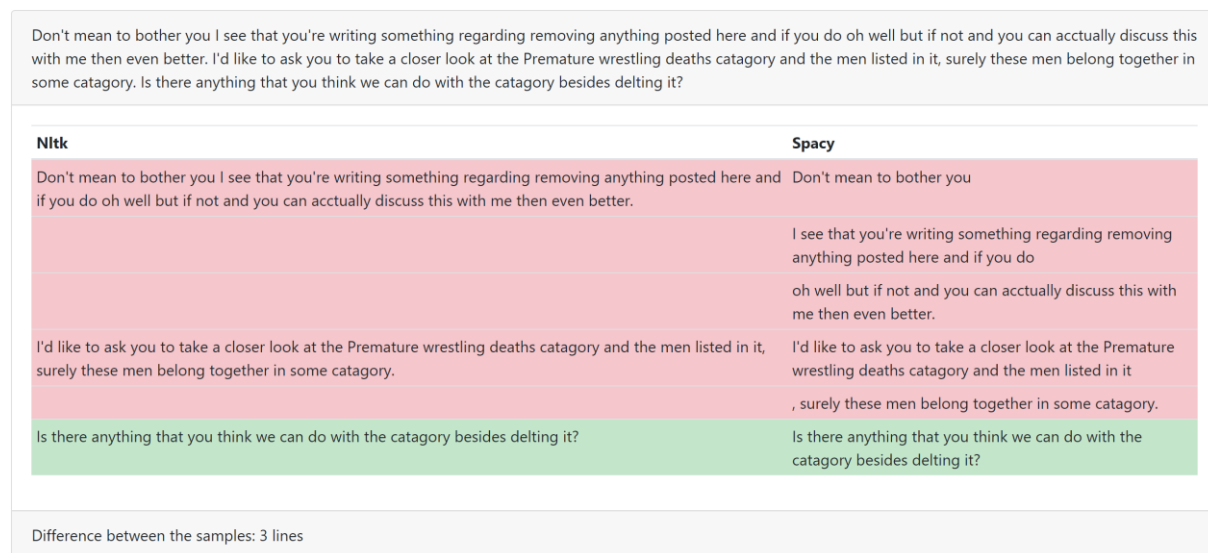 Don't mean to bother you I see that you're writing something regarding removing anything posted here and if you do oh well but if not and you can acctually discuss this
with me then even better. I'd like to ask you to take a closer look at the Premature wrestling deaths catagory and the men listed in it, surely these men belong together in
some catagory. Is there anything that you think we can do with the catagory besides delting it?
Nltk
Spacy
Don't mean to bother you I see that you're writing something regarding removing anything posted here and
if you do oh well but if not and you can acctually discuss this with me then even better.
Don't mean to bother you
I see that you're writing something regarding removing
anything posted here and if you do
oh well but if not and you can acctually discuss this with
me then even better.
I'd like to ask you to take a closer look at the Premature wrestling deaths catagory and the men listed in it,
surely these men belong together in some catagory.
I'd like to ask you to take a closer look at the Premature
wrestling deaths catagory and the men listed in it
, surely these men belong together in some catagory.
Is there anything that you think we can do with the catagory besides delting it?
Is there anything that you think we can do with the
catagory besides delting it?
Difference between the samples: 3 lines